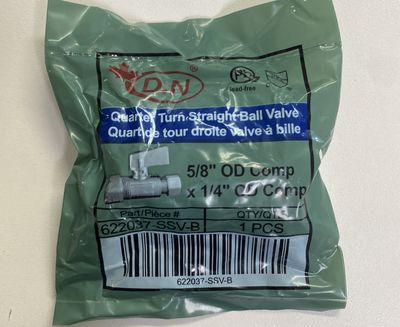 D-N®
lead-free
Quarter Turn Straight Ball Valve
Quart de tour droite valve à bille
5/8" OD Comp
x 1/4" OD Comp
Part/Pièce # QTY/QTÉ
622037-SSV-B 1 PCS
622037-SSV-B